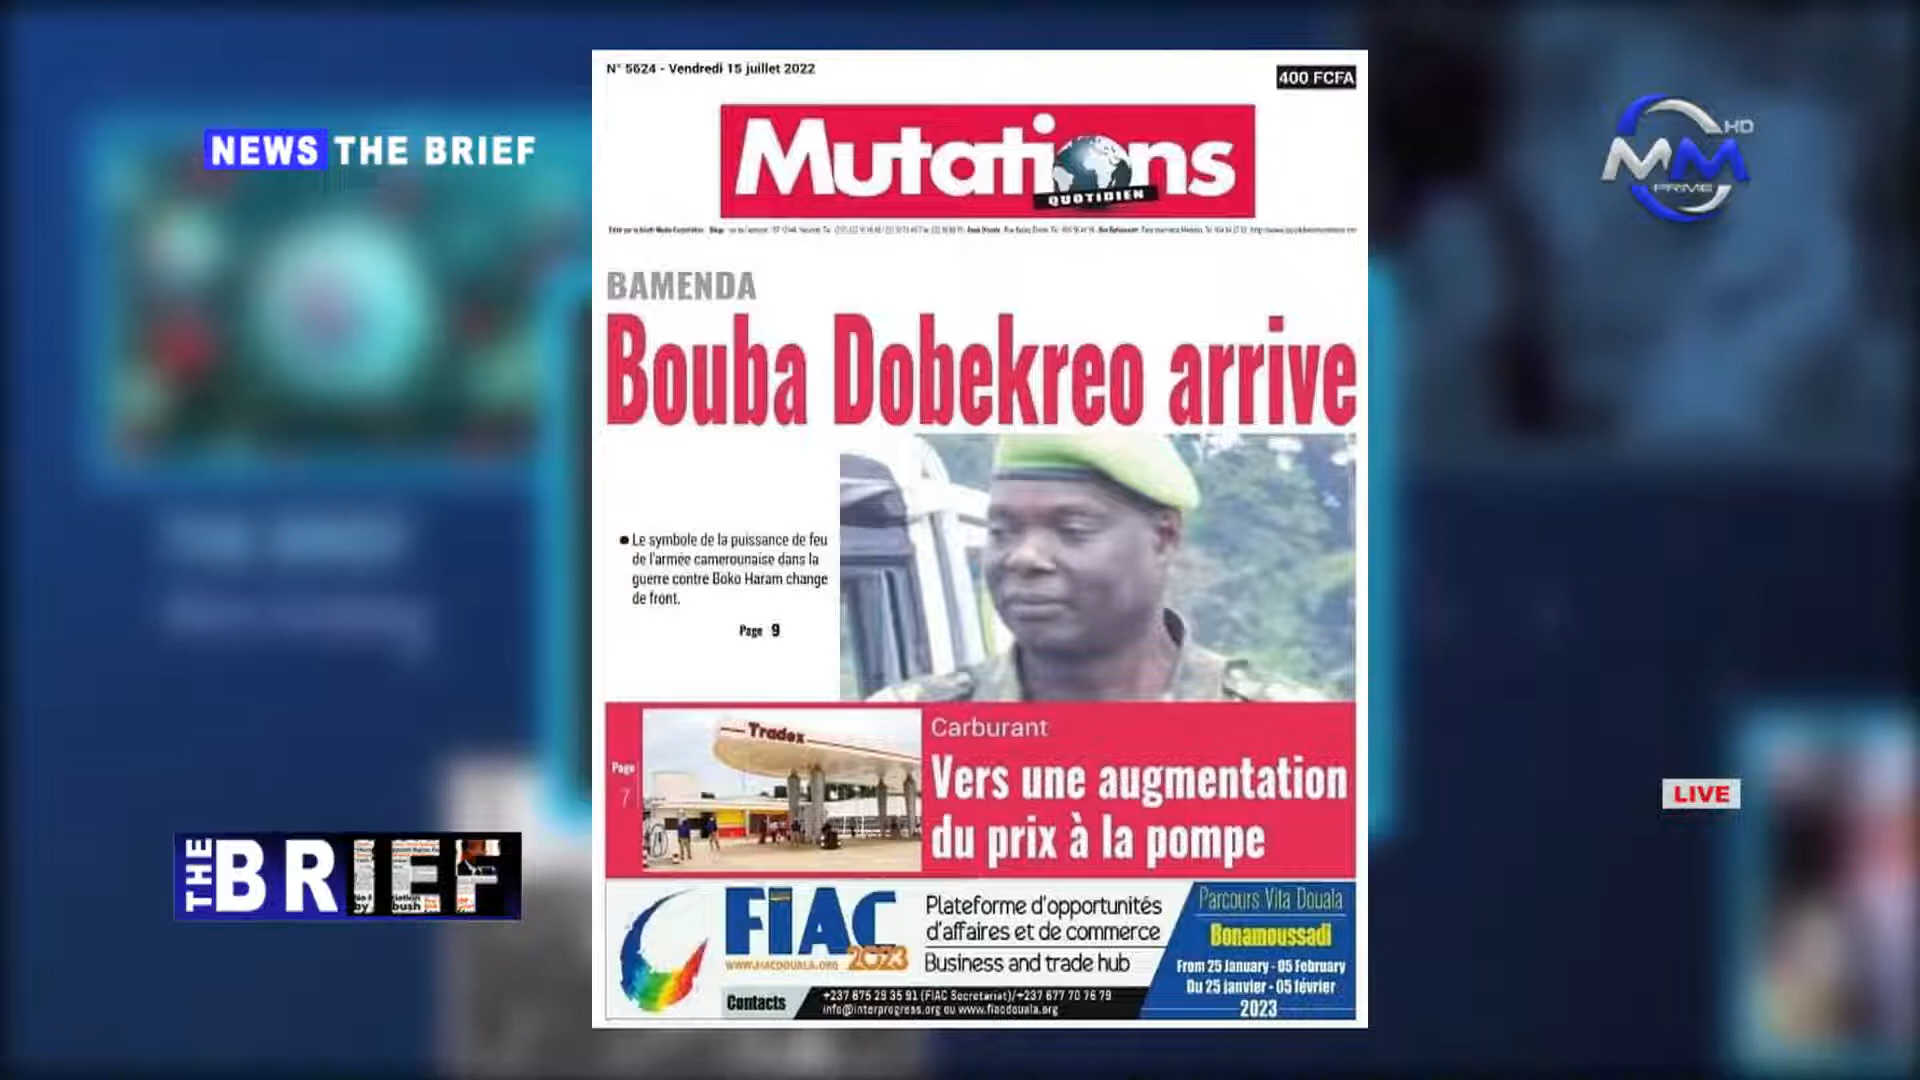 N° 5624 - Vendredi 15 juillet 2022
400 FCFA
NEWS THE BRIEF
HD
MM
PRIME
Mutations
QUOTIDIEN
BAMENDA
Bouba Dobekreo arrive
● Le symbole de la puissance de feu
de l'armée camerounaise dans la
guerre contre Boko Haram change
de front.
Page 9
Tradex
Page
7
Carburant
Vers une augmentation
du prix à la pompe
LIVE
THE BRIEF
FIAC
2023
WWW.FIACDOUALA.ORG
Plateforme d'opportunités
d'affaires et de commerce
Business and trade hub
Parcours Vita Douala
Bonamoussadi
From 25 January - 05 February
Du 25 janvier - 05 février
2023
Contacts
+237 675 29 35 91 (FIAC Secretariat)/+237 677 70 76 79
info@interprogress.org ou www.fiacdouala.org